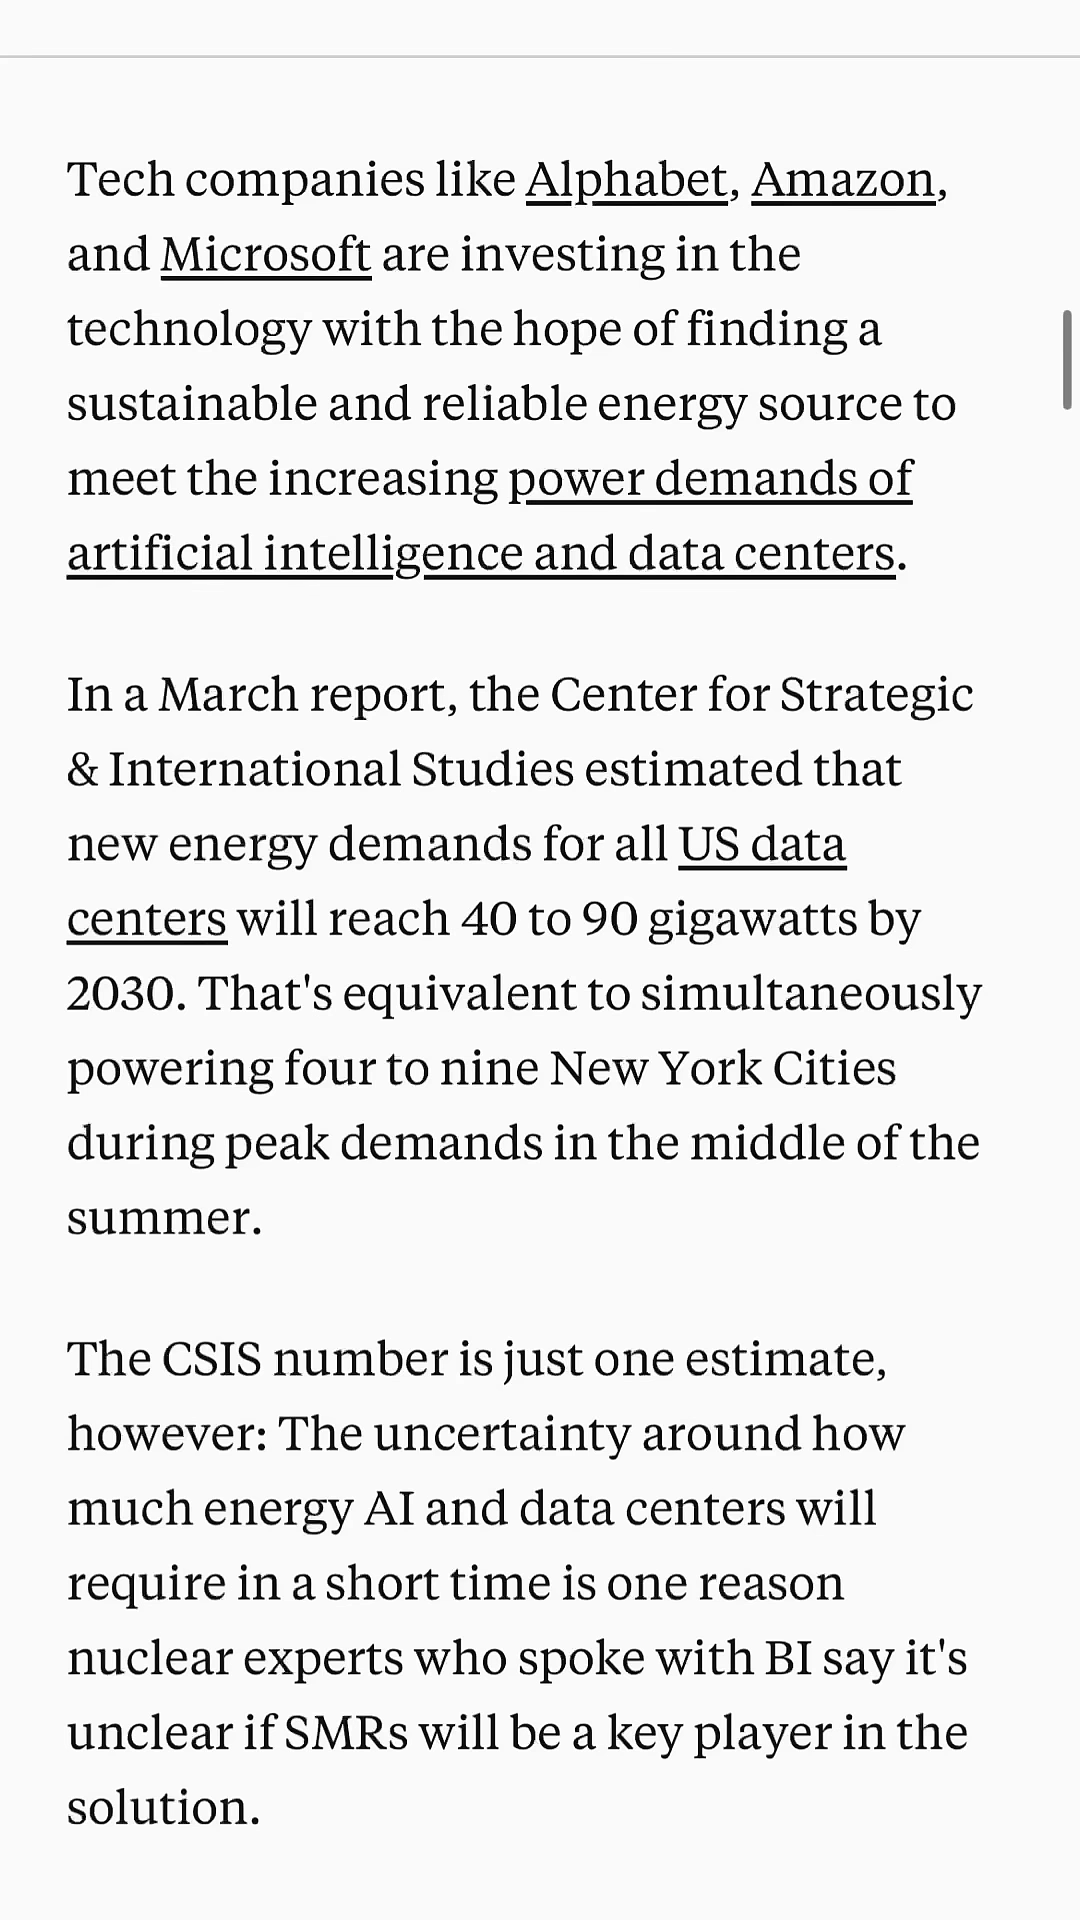 Tech companies like Alphabet, Amazon,
and Microsoft are investing in the
technology with the hope of finding a
sustainable and reliable energy source to
meet the increasing power demands of
artificial intelligence and data centers.
In a March report, the Center for Strategic
& International Studies estimated that
new energy demands for all US data
centers will reach 40 to 90 gigawatts by
2030. That's equivalent to simultaneously
powering four to nine New York Cities
during peak demands in the middle of the
summer.
The CSIS number is just one estimate,
however: The uncertainty around how
much energy AI and data centers will
require in a short time is one reason
nuclear experts who spoke with BI say it's
unclear if SMRs will be a key player in the
solution.